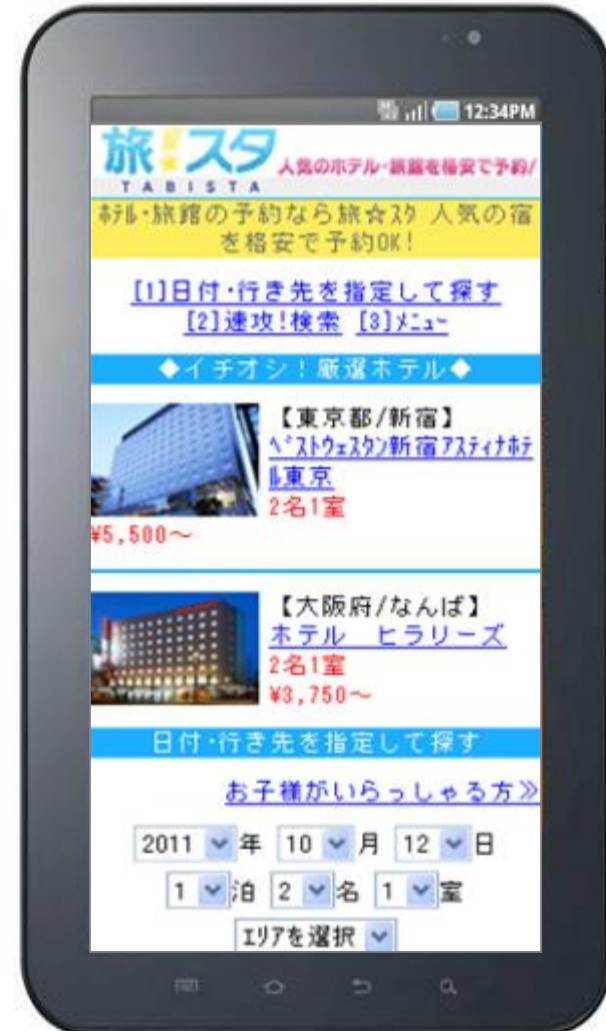 12:34PM
旅☆スタ
TABISTA
人気のホテル・旅館を格安で予約!
ﾎﾃﾙ・旅館の予約なら旅☆ｽﾀ 人気の宿
を格安で予約OK!
[1]日付・行き先を指定して探す
[2]速攻!検索 [3]ﾒﾆｭｰ
◆イチオシ！厳選ホテル◆
【東京都/新宿】
ﾍﾞｽﾄｳｪｽﾀﾝ新宿ｱｽﾃｨﾅﾎﾃ
ﾙ東京
2名1室
¥5,500～
【大阪府/なんば】
ホテル　ヒラリーズ
2名1室
¥3,750～
日付・行き先を指定して探す
お子様がいらっしゃる方≫
2011 年 10 月 12 日
1 泊 2 名 1 室
ｴﾘｱを選択